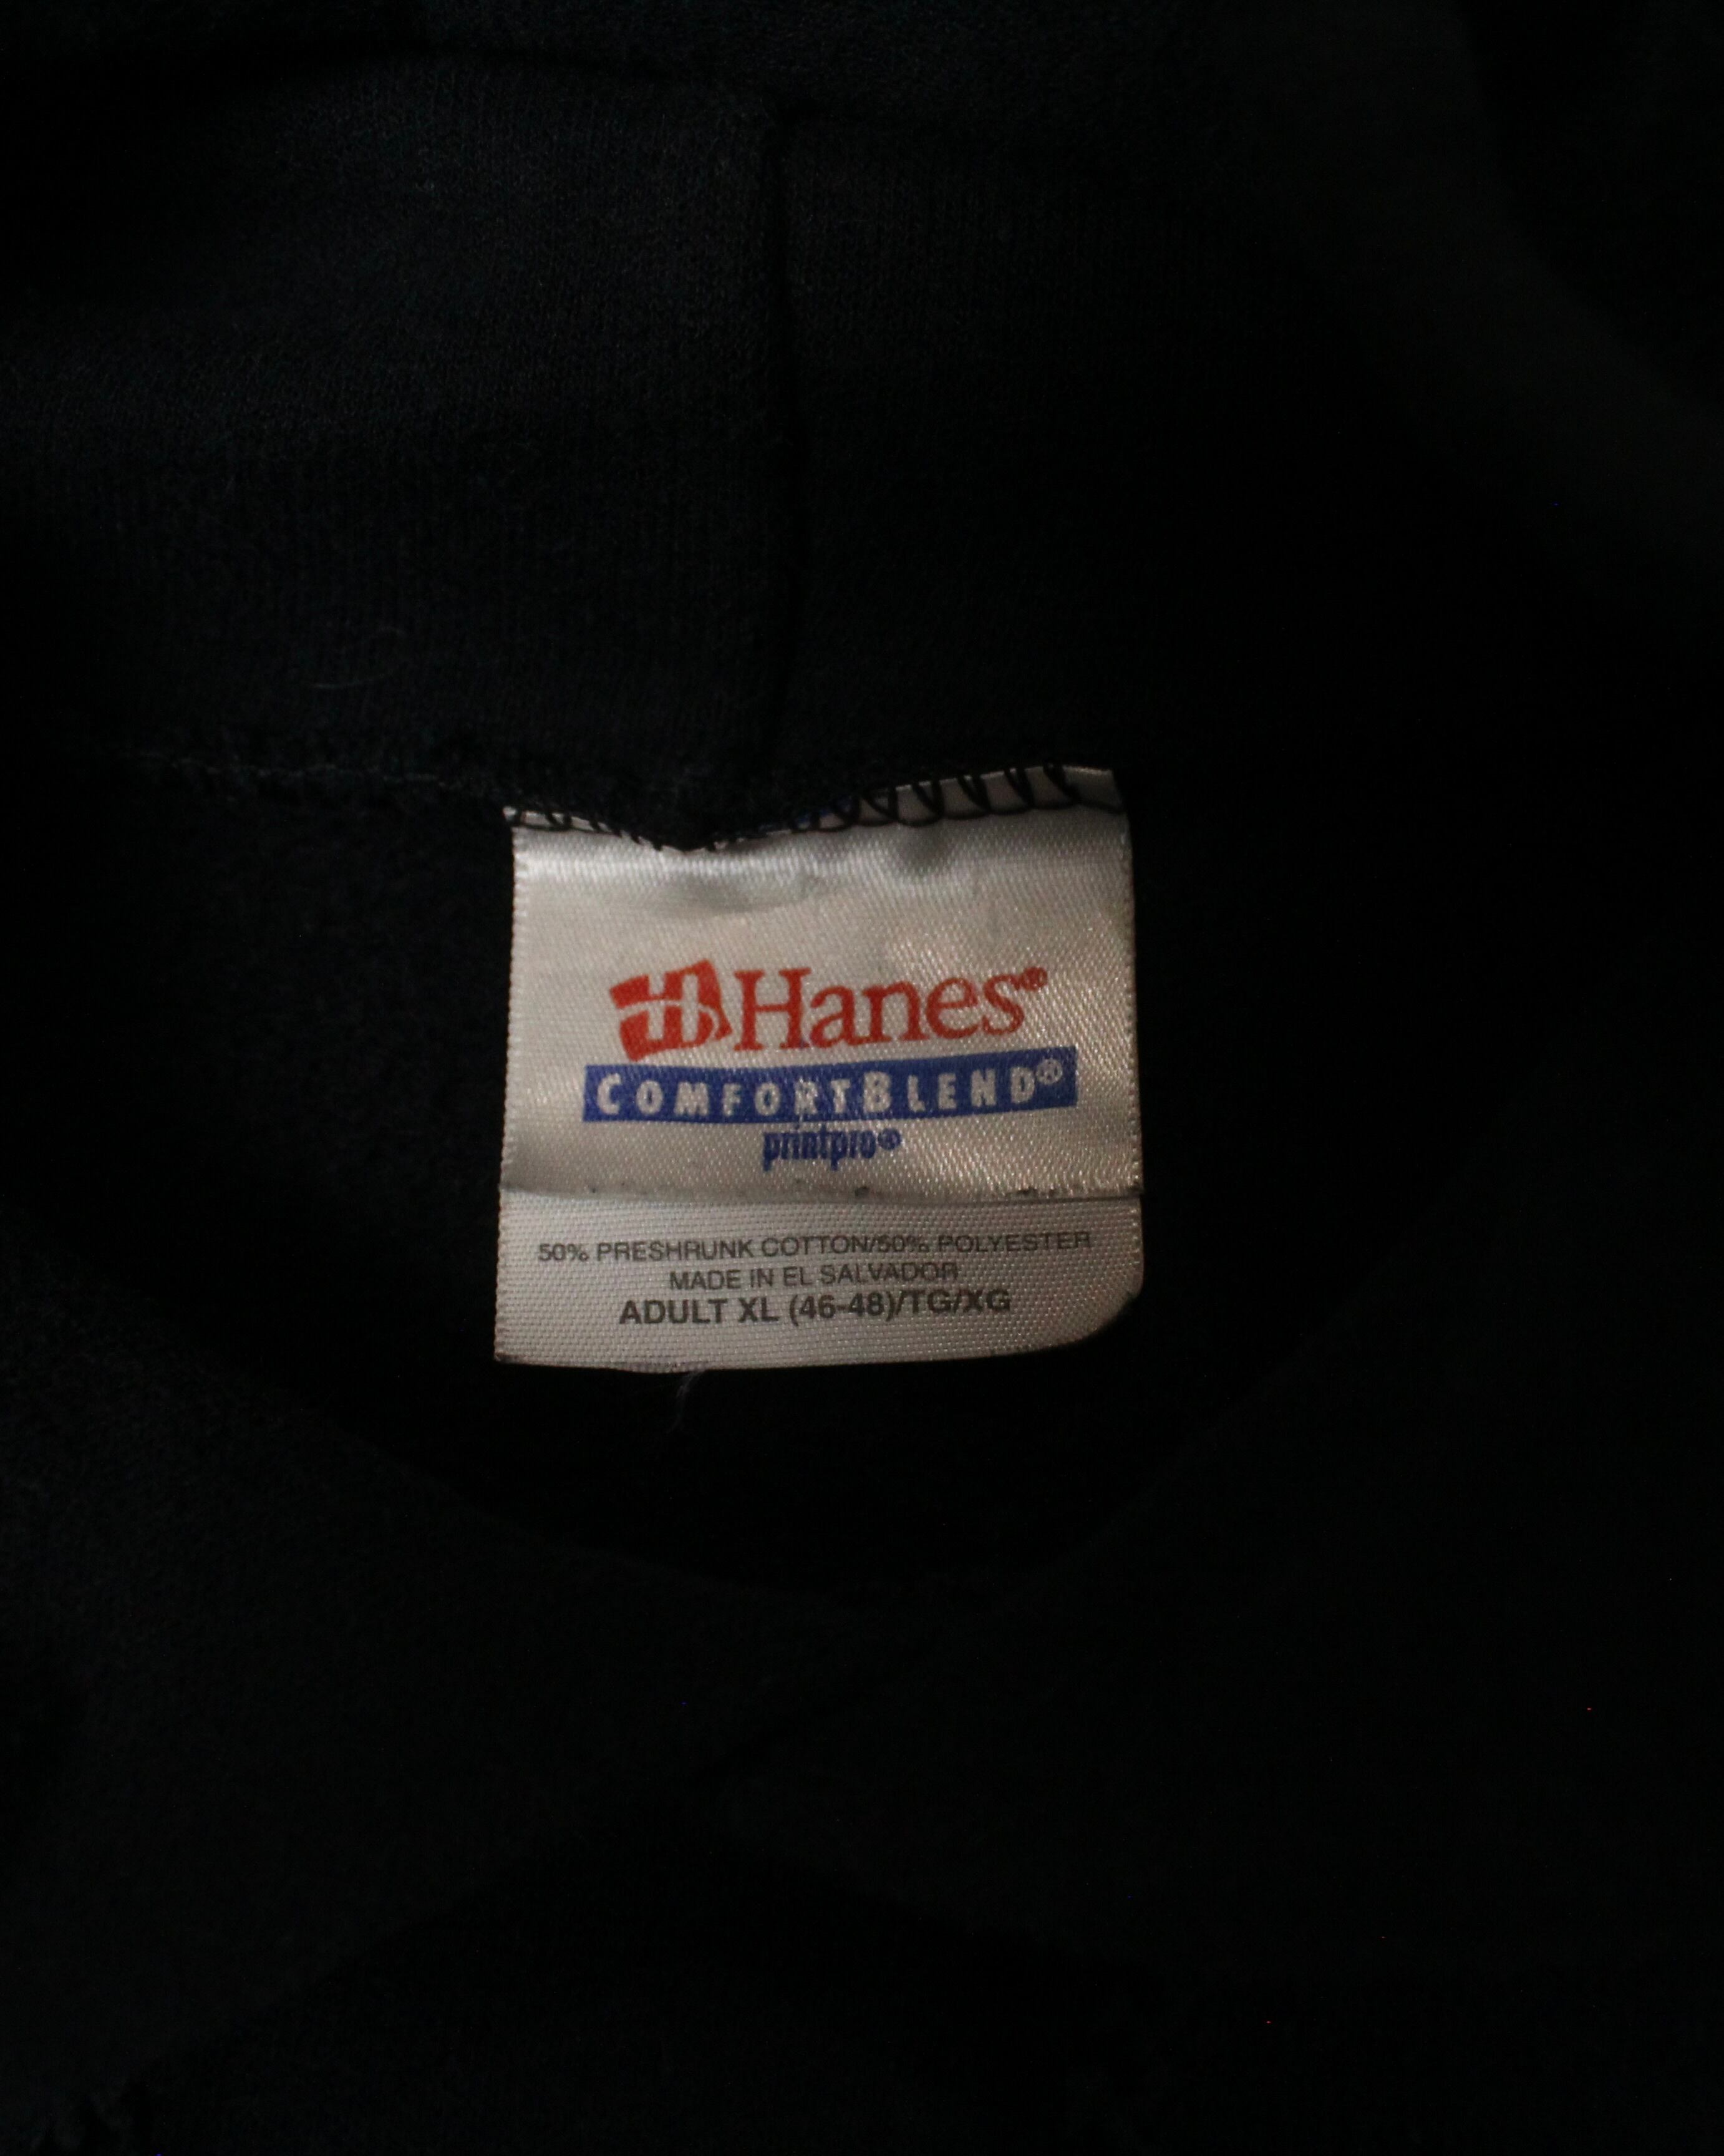 Hanes®
COMFORTBLEND®
printpro®
50% PRESHRUNK COTTON/50% POLYESTER
MADE IN EL SALVADOR
ADULT XL (46-48)/TG/XG